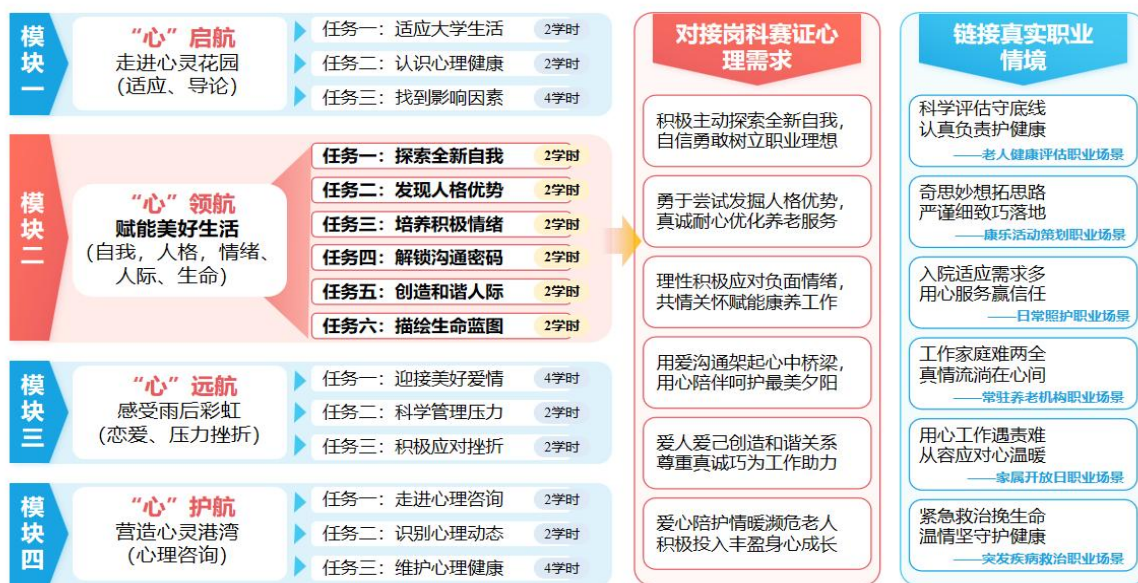 模块一
“心”启航
走进心灵花园
(适应、导论)
任务一：适应大学生活
2学时
任务二：认识心理健康
2学时
任务三：找到影响因素
4学时
模块二
“心”领航
赋能美好生活
(自我，人格，情绪、
人际、生命)
任务一：探索全新自我
2学时
任务二：发现人格优势
2学时
任务三：培养积极情绪
2学时
任务四：解锁沟通密码
2学时
任务五：创造和谐人际
2学时
任务六：描绘生命蓝图
2学时
模块三
“心”远航
感受雨后彩虹
(恋爱、压力挫折)
任务一：迎接美好爱情
4学时
任务二：科学管理压力
2学时
任务三：积极应对挫折
2学时
模块四
“心”护航
营造心灵港湾
(心理咨询)
任务一：走进心理咨询
2学时
任务二：识别心理动态
2学时
任务三：维护心理健康
4学时
对接岗科赛证心
理需求
积极主动探索全新自我，
自信勇敢树立职业理想
勇于尝试发掘人格优势，
真诚耐心优化养老服务
理性积极应对负面情绪，
共情关怀赋能康养工作
用爱沟通架起心中桥梁，
用心陪伴呵护最美夕阳
爱人爱己创造和谐关系
尊重真诚巧为工作助力
爱心陪护情暖濒危老人
积极投入丰盈身心成长
链接真实职业
情境
科学评估守底线
认真负责护健康
——老人健康评估职业场景
奇思妙想拓思路
严谨细致巧落地
——康乐活动策划职业场景
入院适应需求多
用心服务赢信任
——日常照护职业场景
工作家庭难两全
真情流淌在心间
——常驻养老机构职业场景
用心工作遇责难
从容应对心温暖
——家属开放日职业场景
紧急救治挽生命
温情坚守护健康
——突发疾病救治职业场景